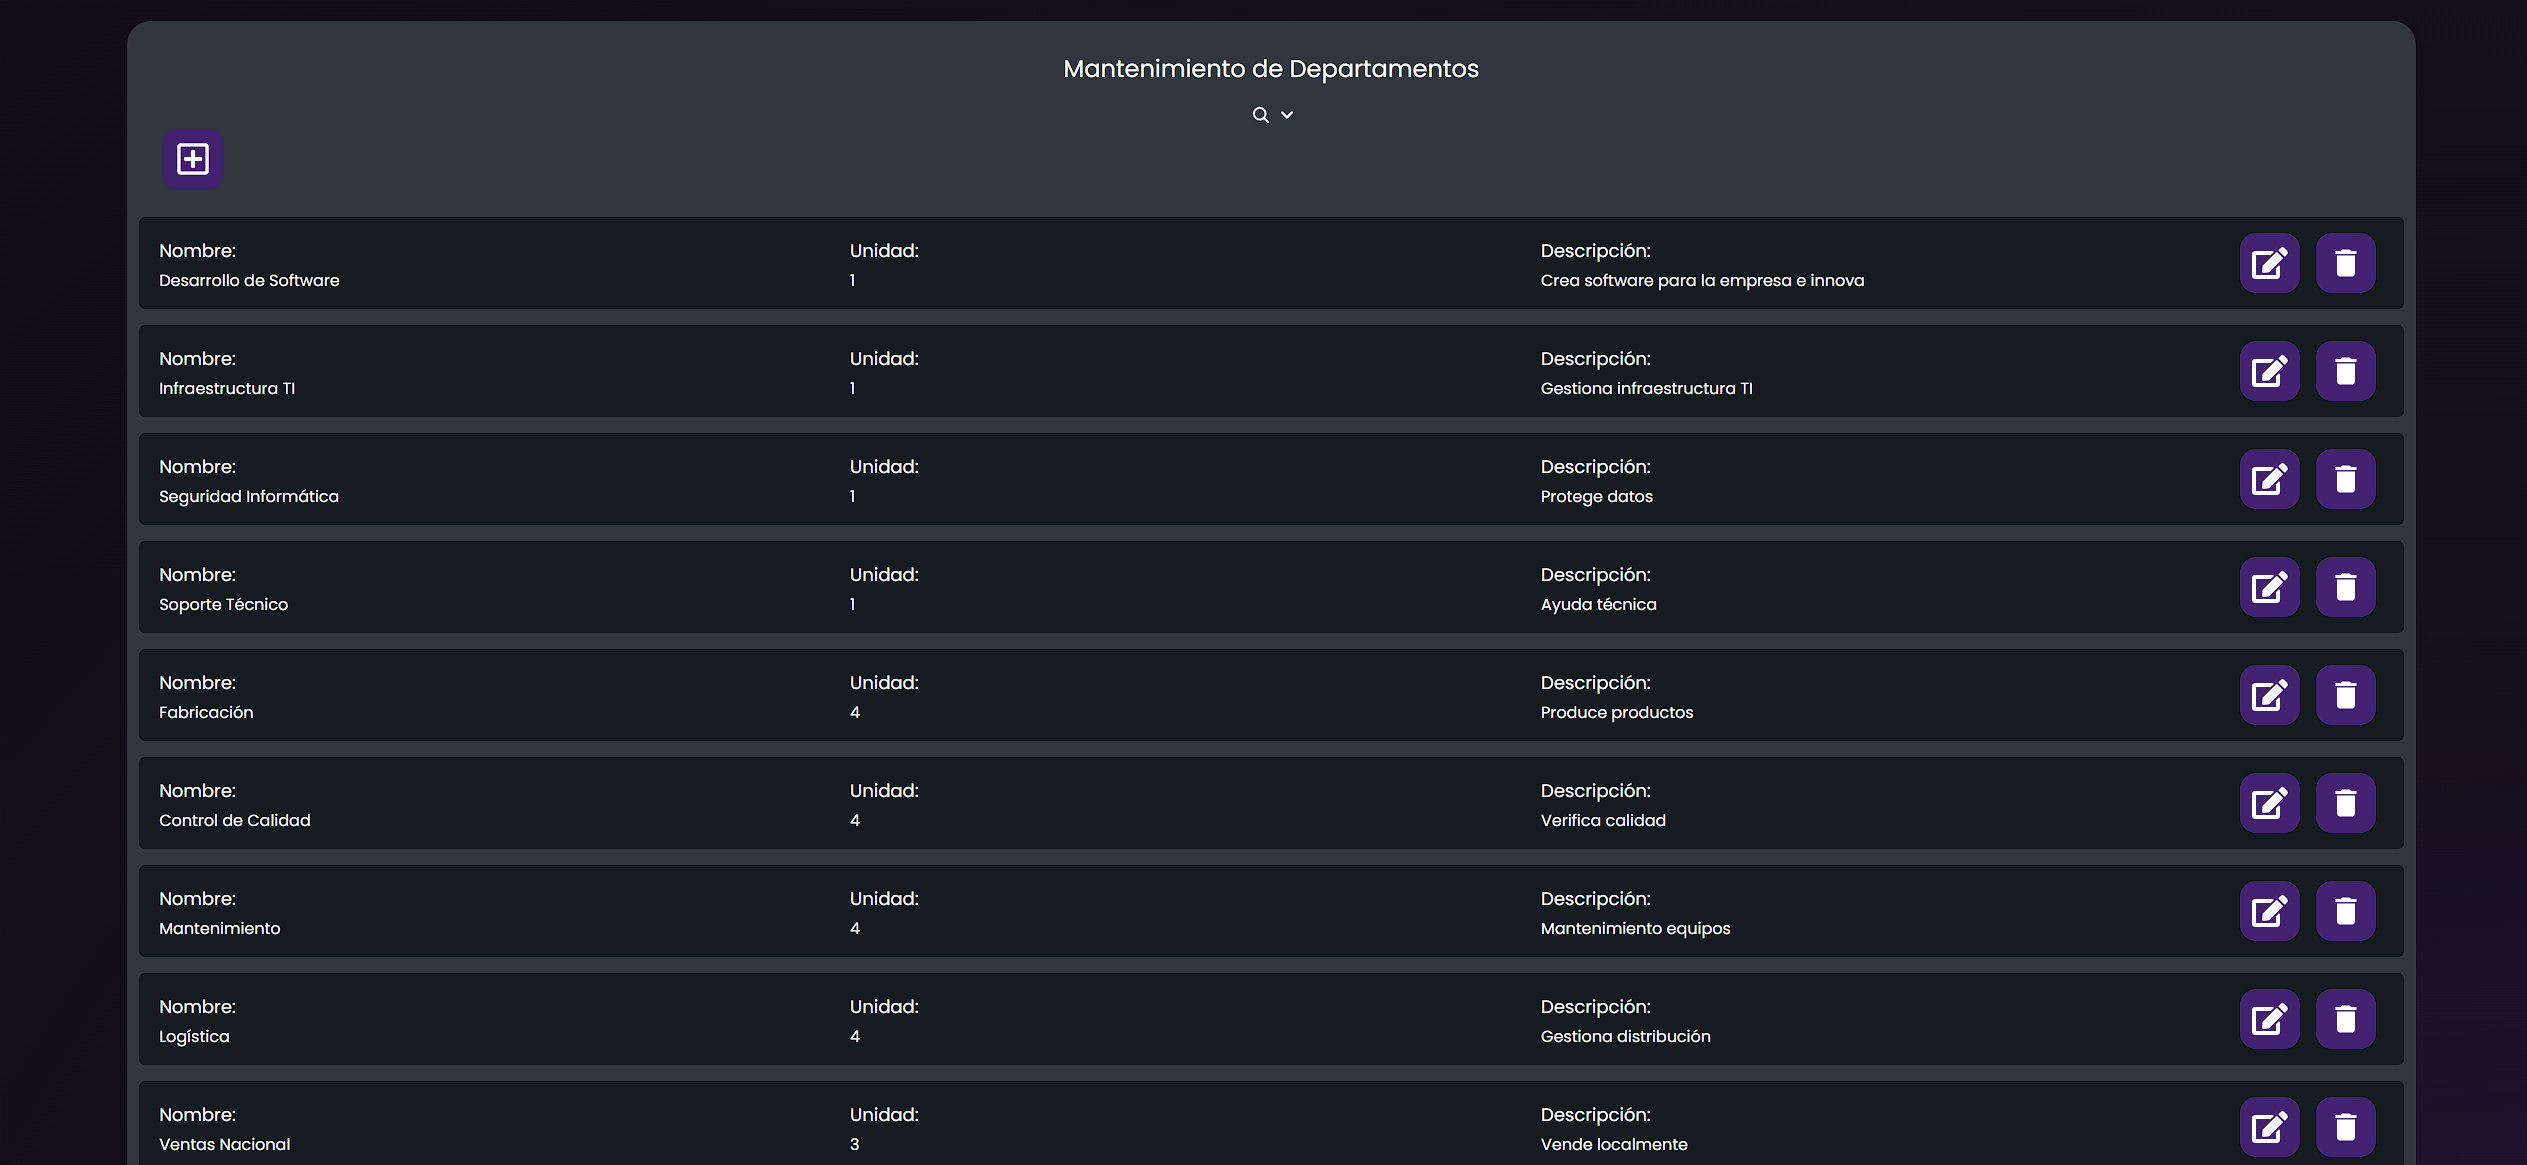 Mantenimiento de Departamentos
Nombre: Unidad: Descripción:
Desarrollo de Software 1 Crea software para la empresa e innova
Nombre: Unidad: Descripción:
Infraestructura TI 1 Gestiona infraestructura TI
Nombre: Unidad: Descripción:
Seguridad Informática 1 Protege datos
Nombre: Unidad: Descripción:
Soporte Técnico 1 Ayuda técnica
Nombre: Unidad: Descripción:
Fabricación 4 Produce productos
Nombre: Unidad: Descripción:
Control de Calidad 4 Verifica calidad
Nombre: Unidad: Descripción:
Mantenimiento 4 Mantenimiento equipos
Nombre: Unidad: Descripción:
Logística 4 Gestiona distribución
Nombre: Unidad: Descripción:
Ventas Nacional 3 Vende localmente